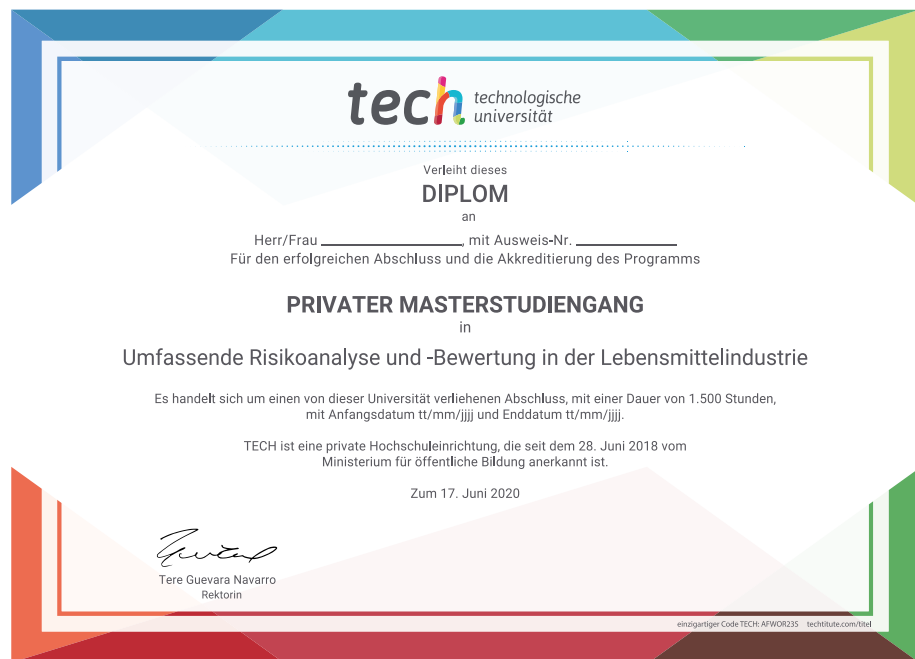 tech technologische
universität
Verleiht dieses
DIPLOM
an
Herr/Frau ____________, mit Ausweis-Nr. ____________
Für den erfolgreichen Abschluss und die Akkreditierung des Programms
PRIVATER MASTERSTUDIENGANG
in
Umfassende Risikoanalyse und -Bewertung in der Lebensmittelindustrie
Es handelt sich um einen von dieser Universität verliehenen Abschluss, mit einer Dauer von 1.500 Stunden,
mit Anfangsdatum tt/mm/jjjj und Enddatum tt/mm/jjjj.
TECH ist eine private Hochschuleinrichtung, die seit dem 28. Juni 2018 vom
Ministerium für öffentliche Bildung anerkannt ist.
Zum 17. Juni 2020
Tere Guevara Navarro
Rektorin
einzigartiger Code TECH: AFWOR23S techtitute.com/titel